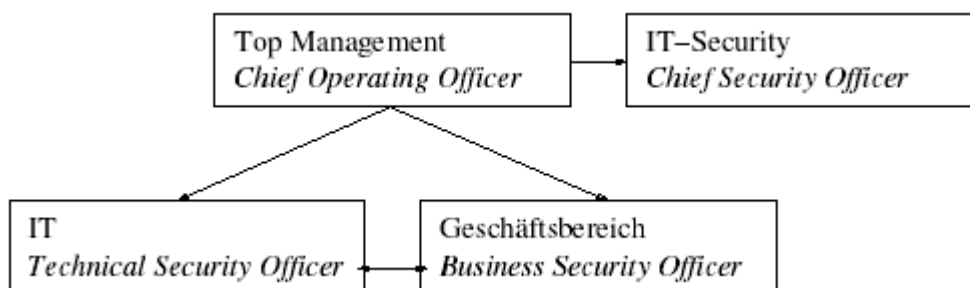 Top Management
Chief Operating Officer
IT–Security
Chief Security Officer
IT
Technical Security Officer
Geschäftsbereich
Business Security Officer